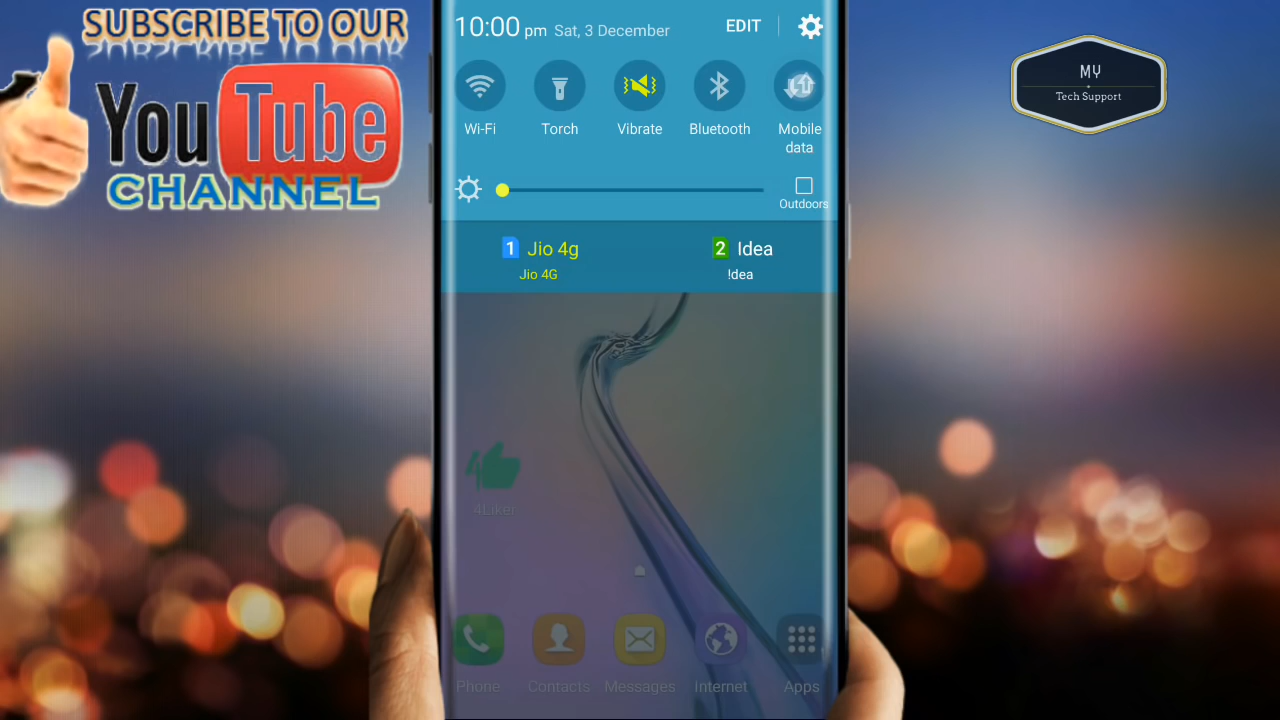 SUBSCRIBE TO OUR
YouTube
CHANNEL
10:00 pm Sat, 3 December
EDIT
Wi-Fi
Torch
Vibrate
Bluetooth
Mobile
data
Outdoors
1 Jio 4g
Jio 4G
2 Idea
!dea
4Liker
Phone
Contacts
Messages
Internet
Apps
MY
Tech Support